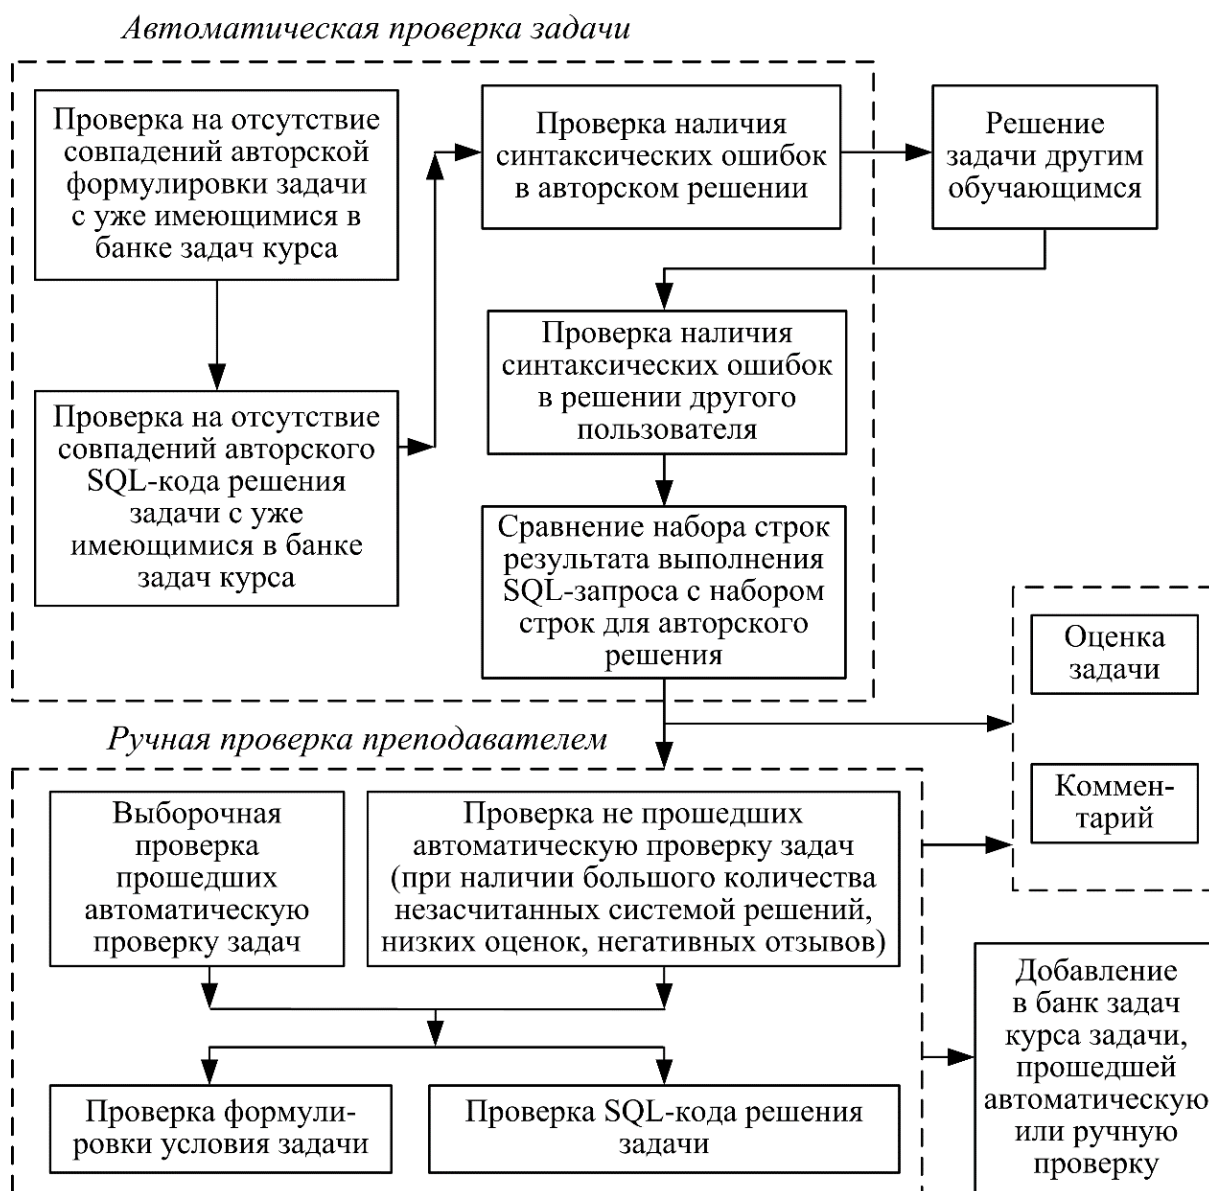 Автоматическая проверка задачи
Проверка на отсутствие
совпадений авторской
формулировки задачи
с уже имеющимися в
банке задач курса
Проверка наличия
синтаксических ошибок
в авторском решении
Решение
задачи другим
обучающимся
Проверка на отсутствие
совпадений авторского
SQL-кода решения
задачи с уже
имеющимися в банке
задач курса
Проверка наличия
синтаксических ошибок
в решении другого
пользователя
Сравнение набора строк
результата выполнения
SQL-запроса с набором
строк для авторского
решения
Оценка
задачи
Коммен-
тарий
Ручная проверка преподавателем
Выборочная
проверка
прошедших
автоматическую
проверку задач
Проверка не прошедших
автоматическую проверку задач
(при наличии большого количества
незасчитанных системой решений,
низких оценок, негативных отзывов)
Проверка формули-
ровки условия задачи
Проверка SQL-кода решения
задачи
Добавление
в банк задач
курса задачи,
прошедшей
автоматическую
или ручную
проверку